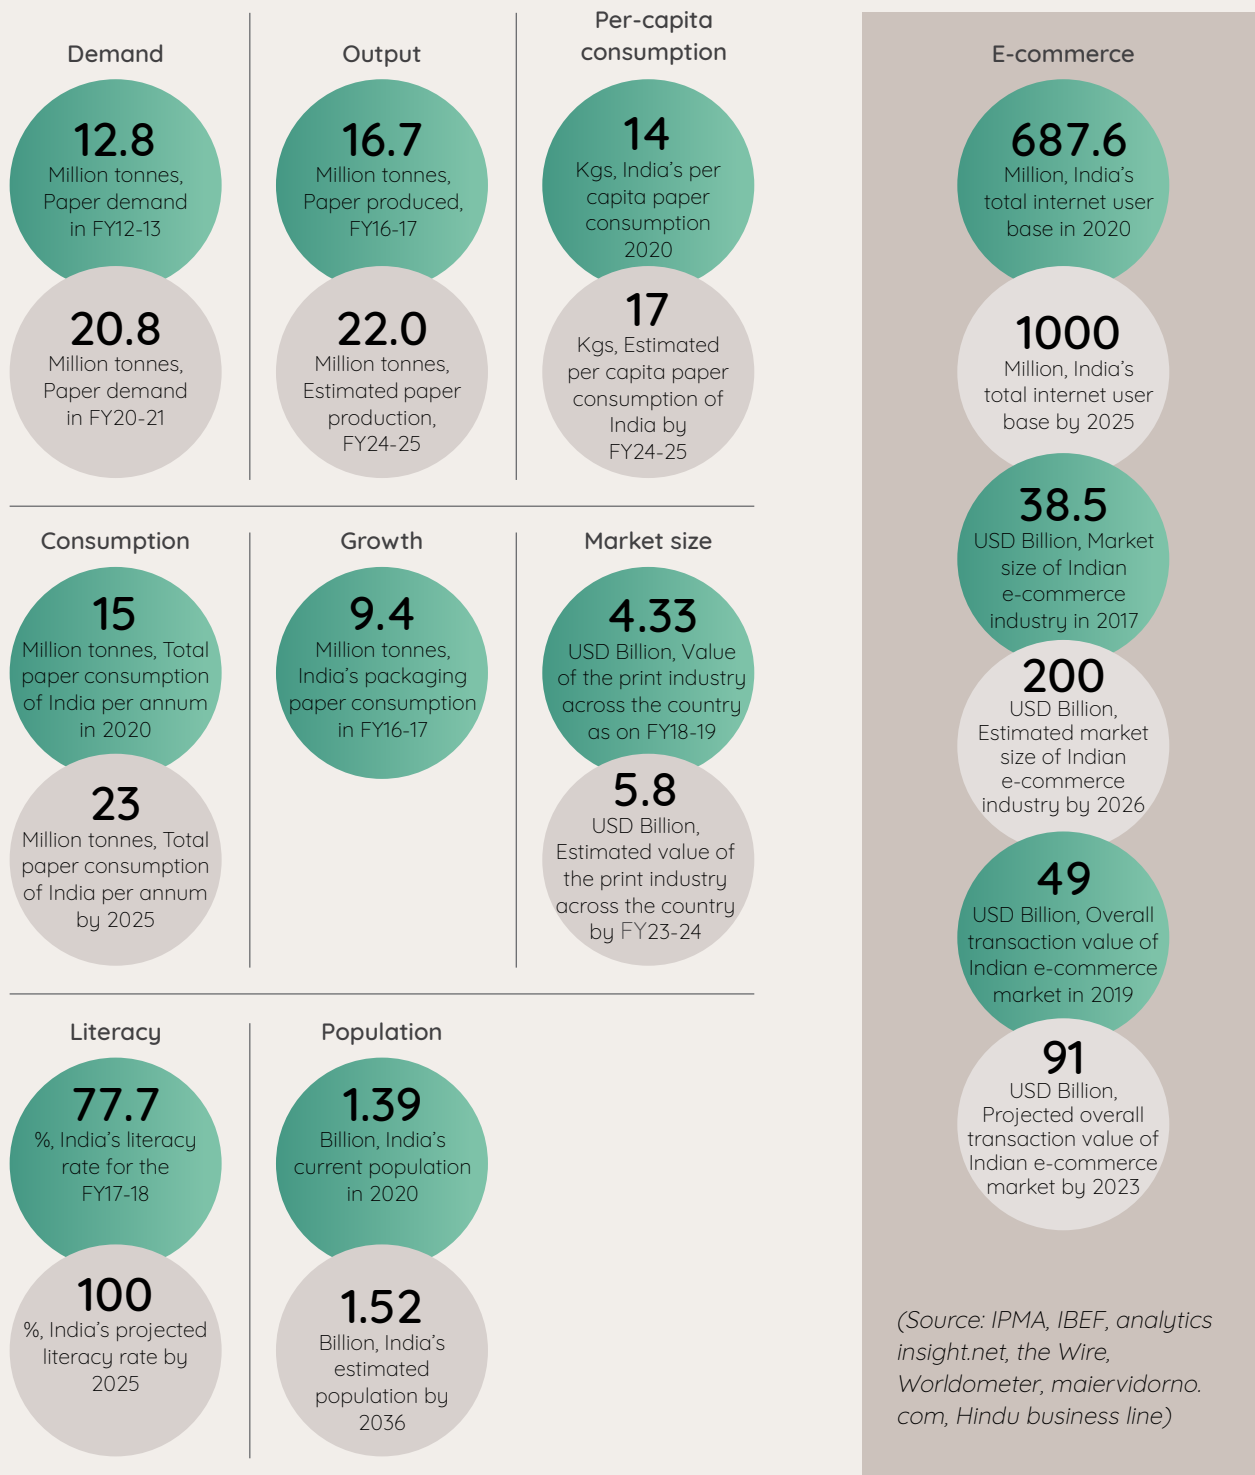 Demand
12.8
Million tonnes,
Paper demand
in FY12-13
20.8
Million tonnes,
Paper demand
in FY20-21
Output
16.7
Million tonnes,
Paper produced,
FY16-17
22.0
Million tonnes,
Estimated paper
production,
FY24-25
Per-capita
consumption
14
Kgs, India's per
capita paper
consumption
2020
17
Kgs, Estimated
per capita paper
consumption of
India by
FY24-25
Consumption
15
Million tonnes, Total
paper consumption
of India per annum
in 2020
23
Million tonnes, Total
paper consumption
of India per annum
by 2025
Growth
9.4
Million tonnes,
India's packaging
paper consumption
in FY16-17
Market size
4.33
USD Billion, Value
of the print industry
across the country
as on FY18-19
5.8
USD Billion,
Estimated value of
the print industry
across the country
by FY23-24
Literacy
77.7
%, India's literacy
rate for the
FY17-18
100
%, India's projected
literacy rate by
2025
Population
1.39
Billion, India's
current population
in 2020
1.52
Billion, India's
estimated
population by
2036
E-commerce
687.6
Million, India's
total internet user
base in 2020
1000
Million, India's
total internet user
base by 2025
38.5
USD Billion, Market
size of Indian
e-commerce
industry in 2017
200
USD Billion,
Estimated market
size of Indian
e-commerce
industry by 2026
49
USD Billion, Overall
transaction value of
Indian e-commerce
market in 2019
91
USD Billion,
Projected overall
transaction value of
Indian e-commerce
market by 2023
(Source: IPMA, IBEF, analytics
insight.net, the Wire,
Worldometer, maiervidorno.
com, Hindu business line)